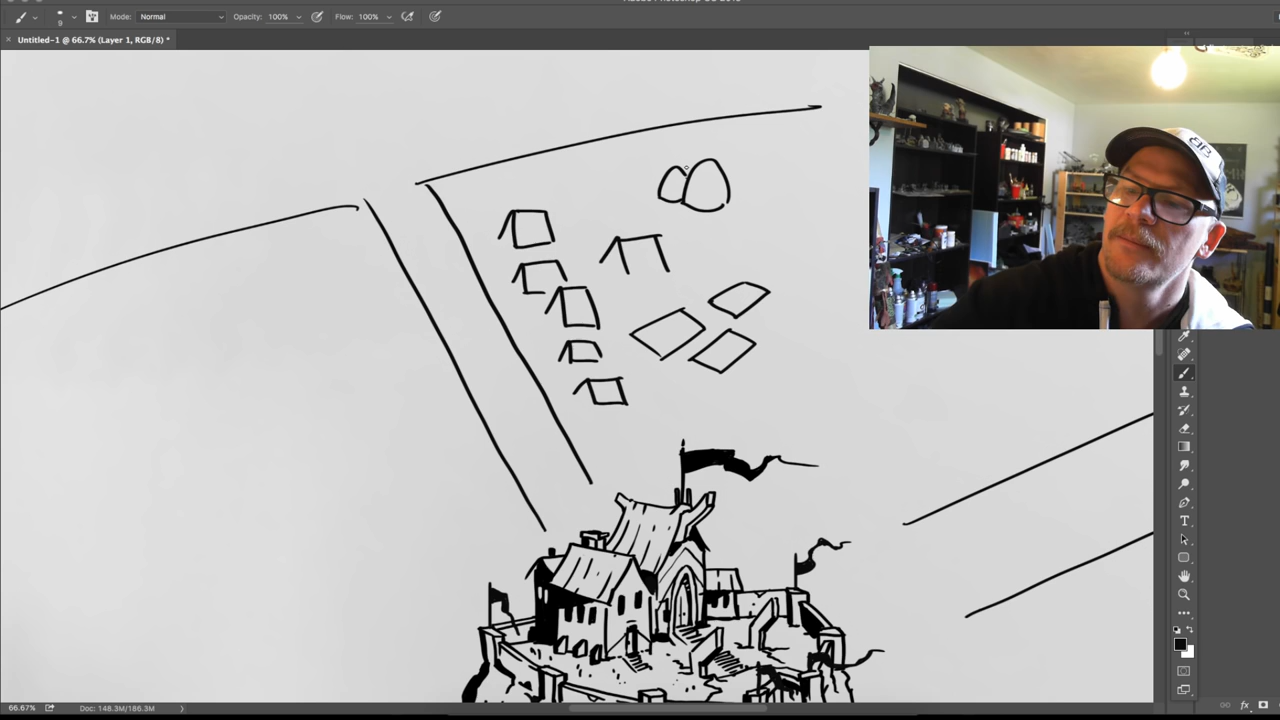 9
Mode: Normal
Opacity: 100%
Flow: 100%
Untitled-1 @ 66.7% (Layer 1, RGB/8) *
66.67%
Doc: 148.3M/186.3M